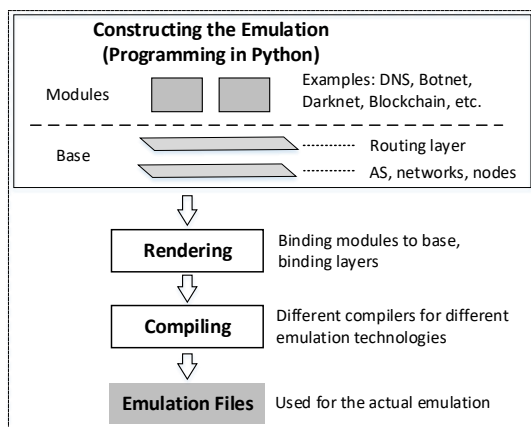 Constructing the Emulation
(Programming in Python)
Modules
Examples: DNS, Botnet,
Darknet, Blockchain, etc.
Base
Routing layer
AS, networks, nodes
Rendering
Binding modules to base,
binding layers
Compiling
Different compilers for different
emulation technologies
Emulation Files
Used for the actual emulation